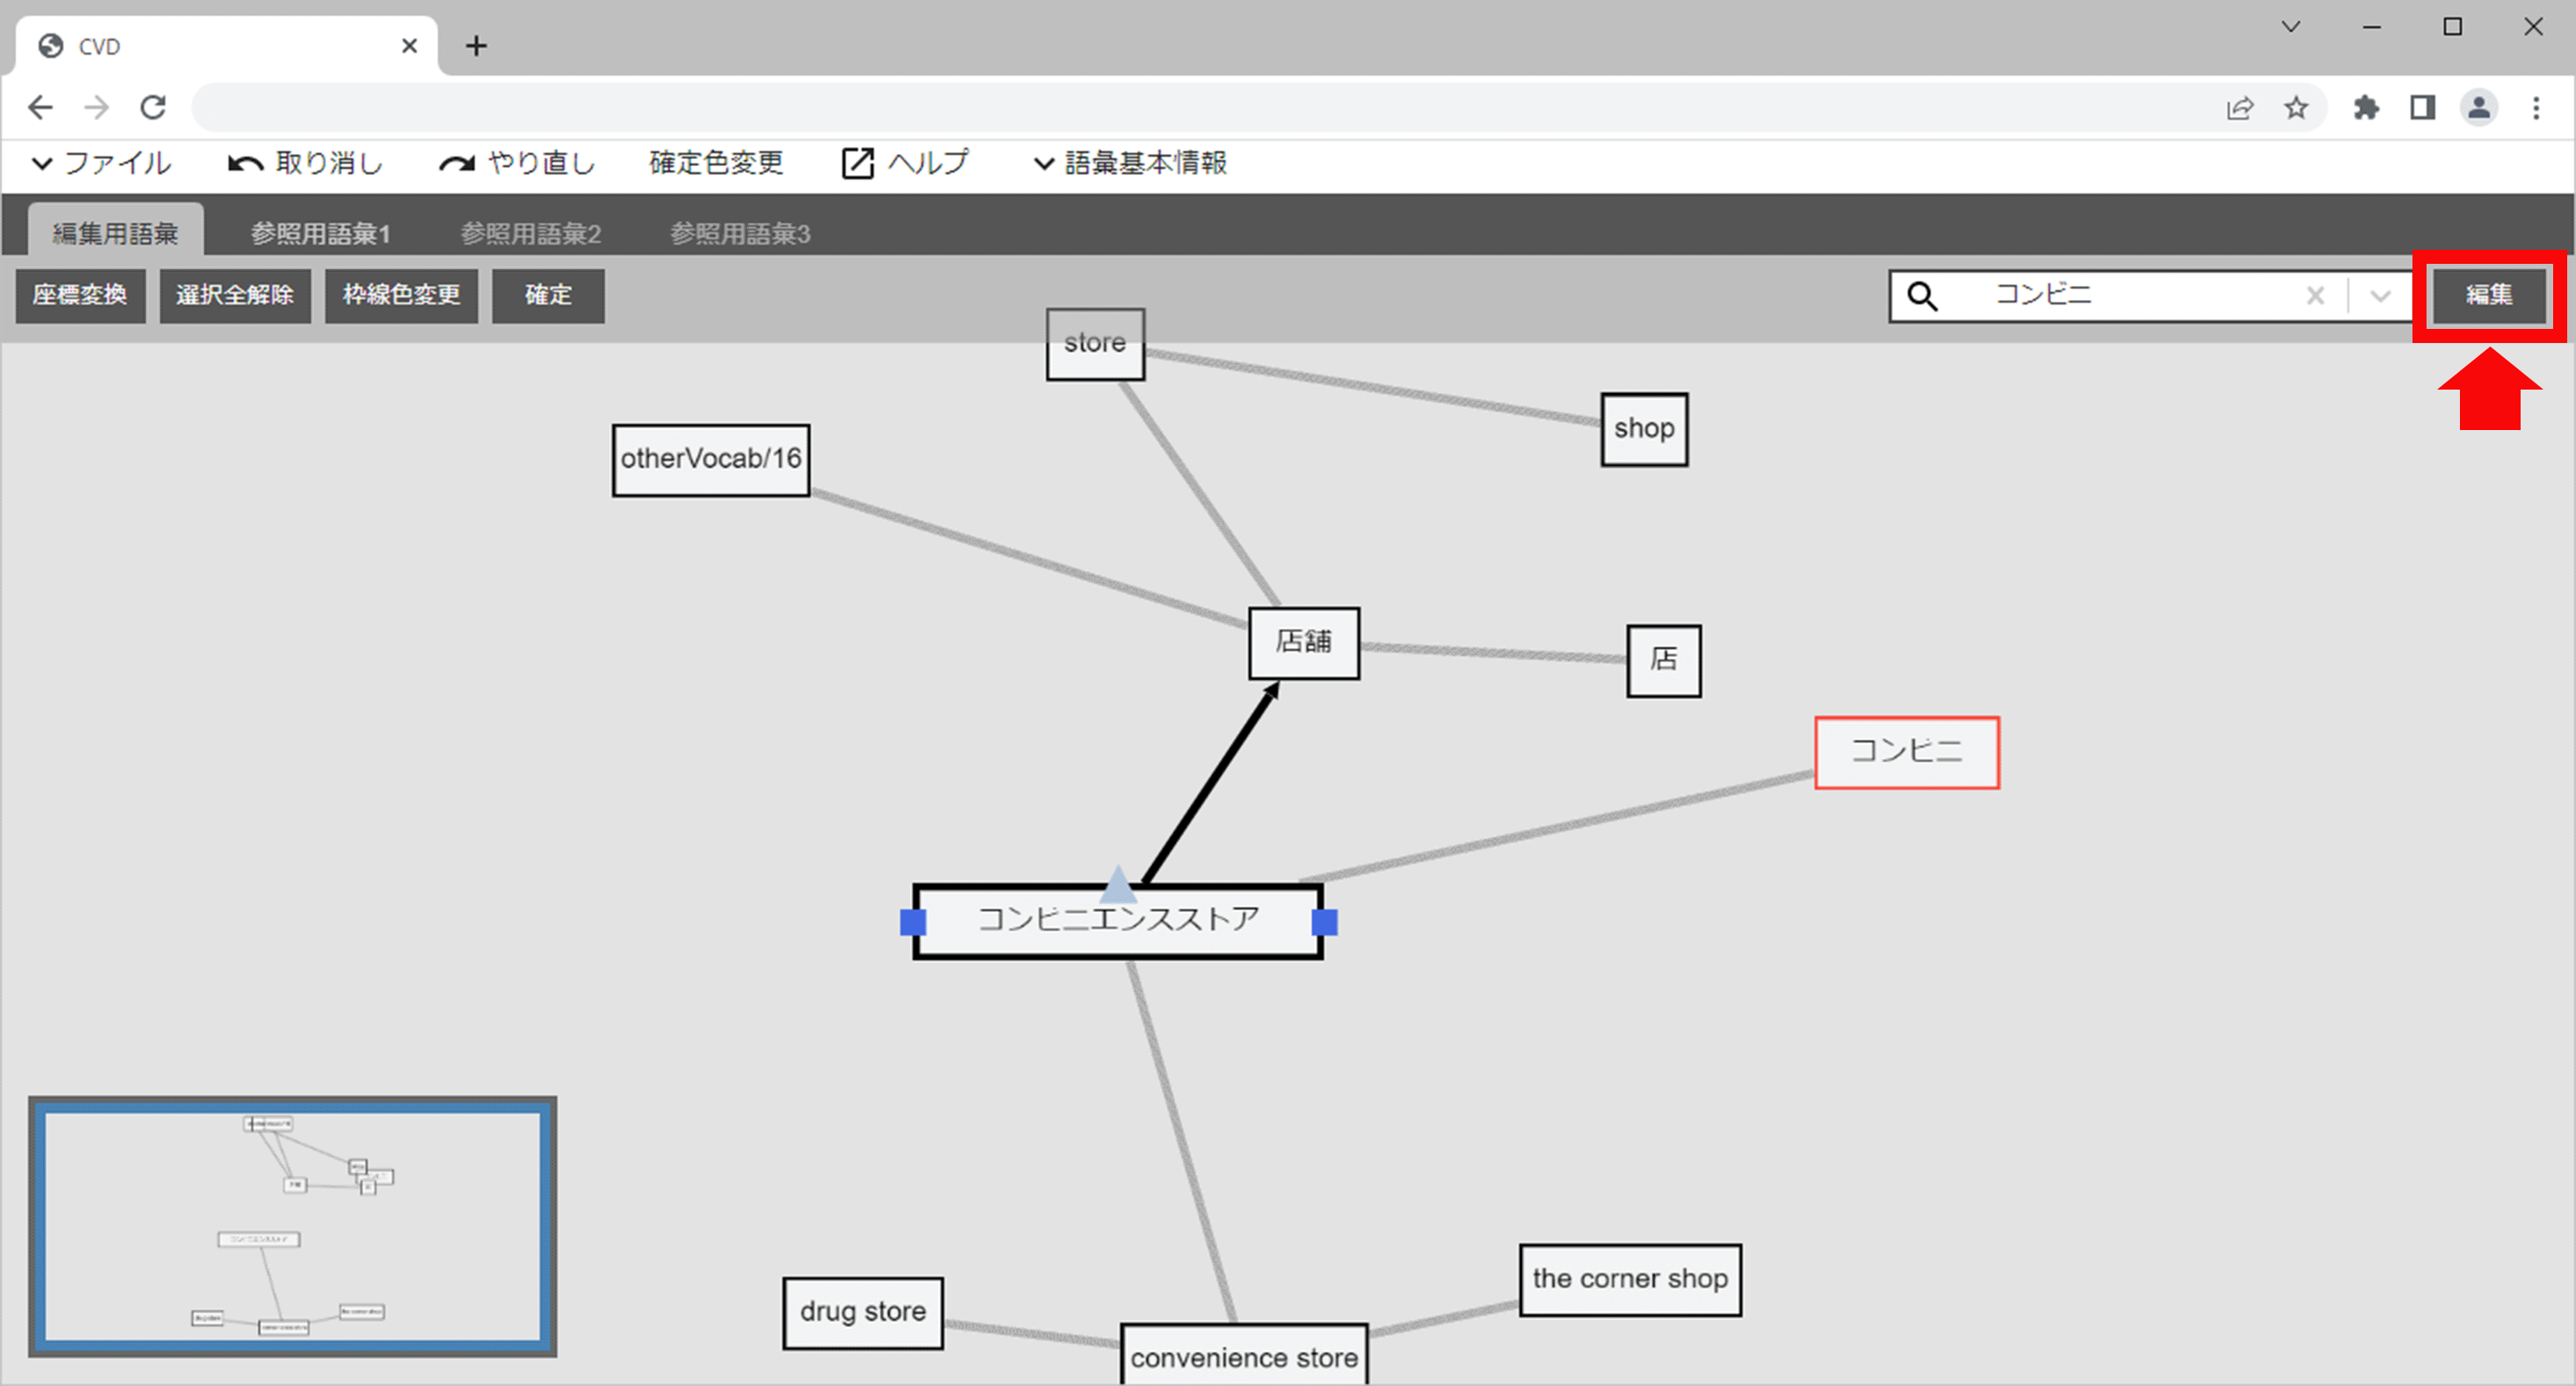 CVD
ファイル 取り消し やり直し 確定色変更 ヘルプ 語彙基本情報
編集用語彙 参照用語彙1 参照用語彙2 参照用語彙3
座標変換 選択全解除 枠線色変更 確定 コンビニ 編集
store
shop
otherVocab/16
店舗
店
コンビニ
コンビニエンスストア
the corner shop
drug store
convenience store